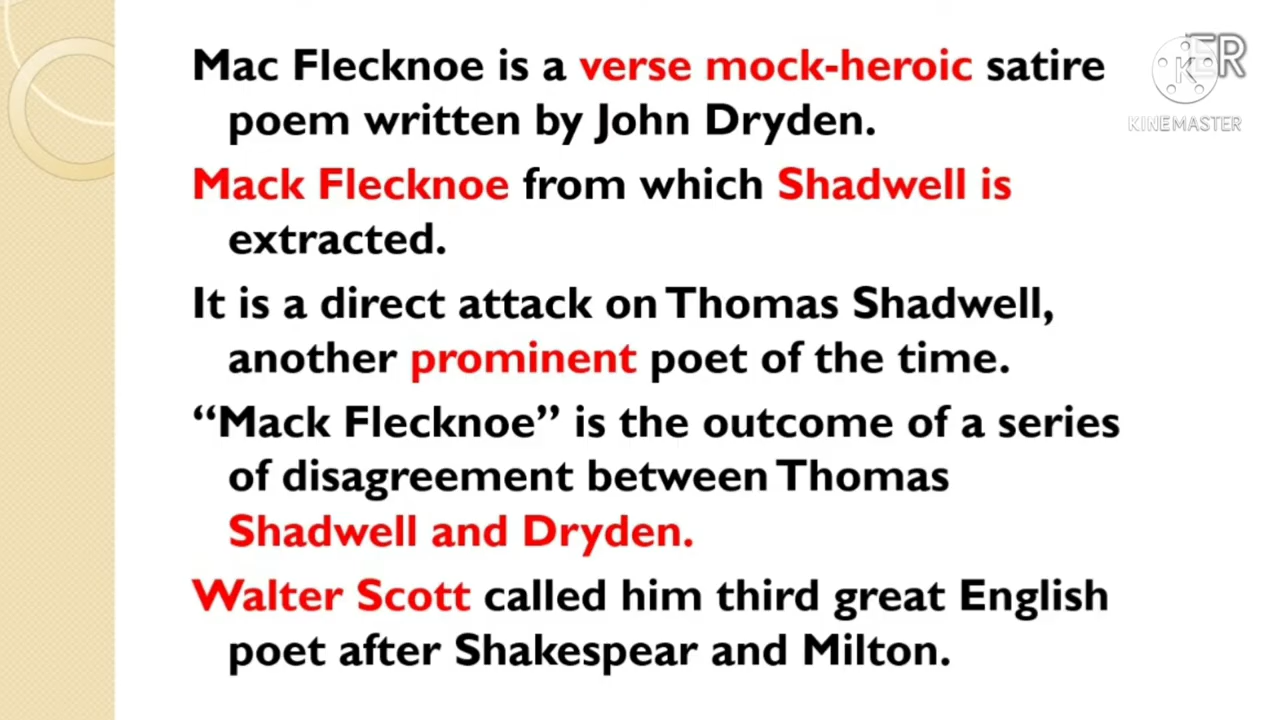 Mac Flecknoe is a verse mock-heroic satire
poem written by John Dryden.
Mack Flecknoe from which Shadwell is
extracted.
It is a direct attack on Thomas Shadwell,
another prominent poet of the time.
“Mack Flecknoe” is the outcome of a series
of disagreement between Thomas
Shadwell and Dryden.
Walter Scott called him third great English
poet after Shakespear and Milton.
ER
K
KINEMASTER